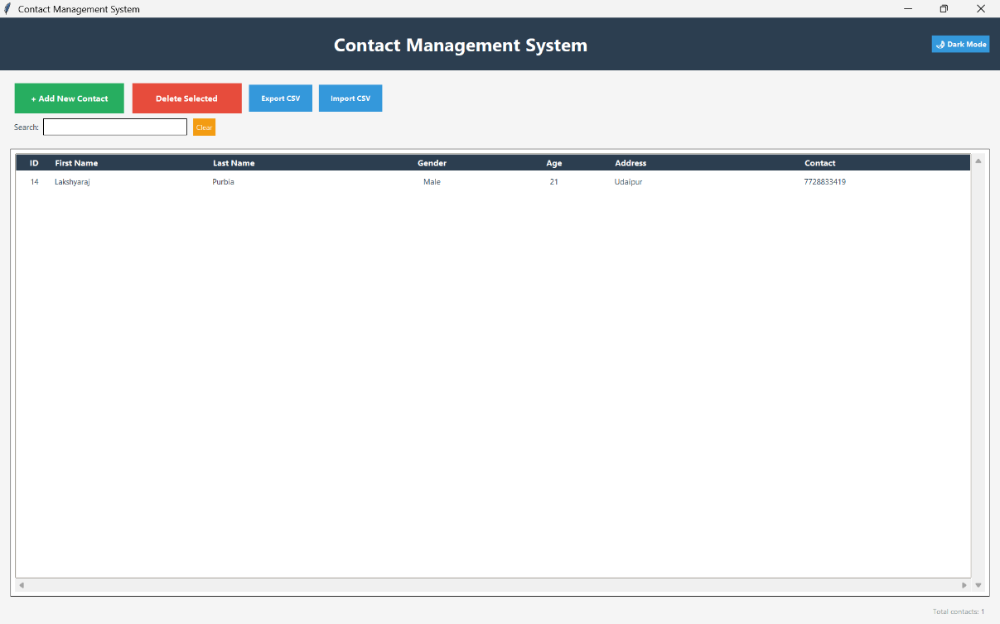 Contact Management System
Contact Management System
🌙 Dark Mode
+ Add New Contact Delete Selected Export CSV Import CSV
Search: Clear
ID First Name Last Name Gender Age Address Contact
14 Lakshyaraj Purbia Male 21 Udaipur 7728833419
Total contacts: 1